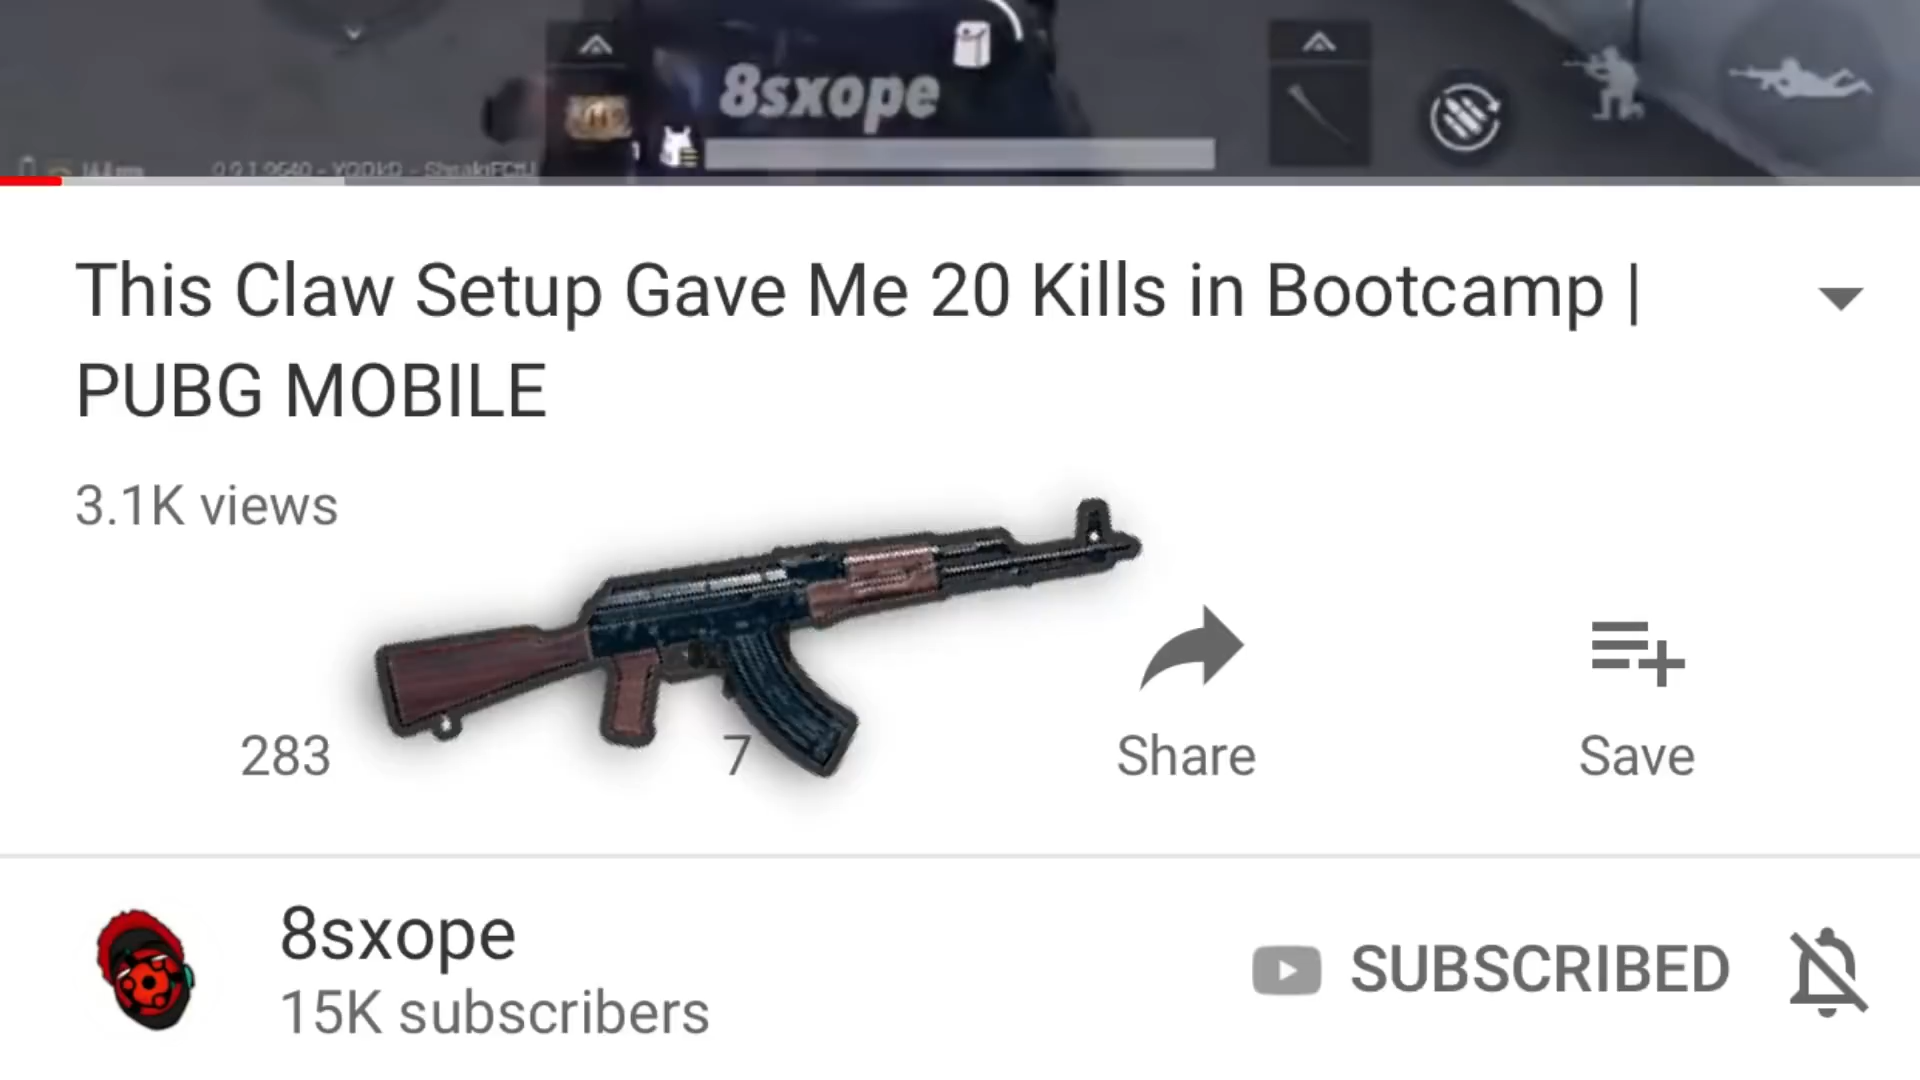 8sxope
This Claw Setup Gave Me 20 Kills in Bootcamp |
PUBG MOBILE
3.1K views
283
7
Share
Save
8sxope
15K subscribers
SUBSCRIBED